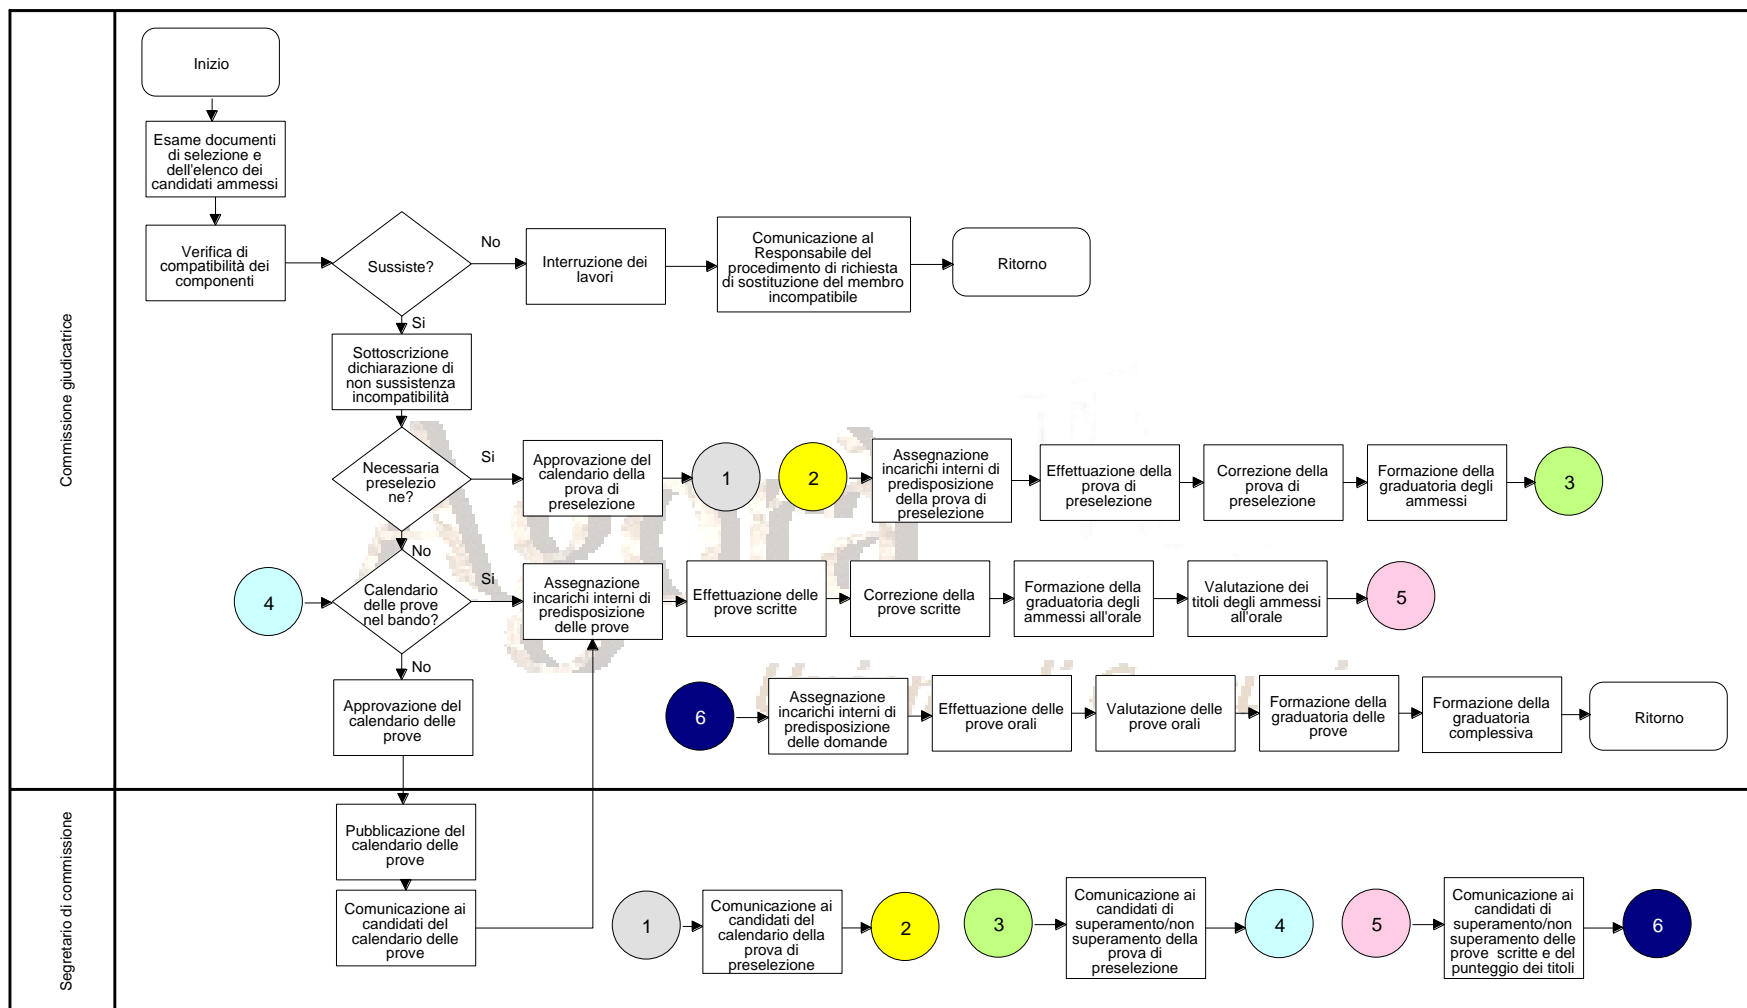 Commissione giudicatrice
Inizio
Esame documenti
di selezione e
dell'elenco dei
candidati ammessi
Verifica di
compatibilità dei
componenti
Sussiste?
No
Interruzione dei
lavori
Comunicazione al
Responsabile del
procedimento di richiesta
di sostituzione del membro
incompatibile
Ritorno
Si
Sottoscrizione
dichiarazione di
non sussistenza
incompatibilità
Necessaria
preselezio
ne?
Si
Approvazione del
calendario della
prova di
preselezione
1
2
Assegnazione
incarichi interni di
predisposizione
della prova di
preselezione
Effettuazione della
prova di
preselezione
Correzione della
prova di
preselezione
Formazione della
graduatoria degli
ammessi
3
No
4
Calendario
delle prove
nel bando?
Si
Assegnazione
incarichi interni di
predisposizione
delle prove
Effettuazione delle
prove scritte
Correzione della
prove scritte
Formazione della
graduatoria degli
ammessi all'orale
Valutazione dei
titoli degli ammessi
all'orale
5
No
Approvazione del
calendario delle
prove
6
Assegnazione
incarichi interni di
predisposizione
delle domande
Effettuazione delle
prove orali
Valutazione delle
prove orali
Formazione della
graduatoria delle
prove
Formazione della
graduatoria
complessiva
Ritorno
Segretario di commissione
Pubblicazione del
calendario delle
prove
Comunicazione ai
candidati del
calendario delle
prove
1
Comunicazione ai
candidati del
calendario della
prova di
preselezione
2
3
Comunicazione ai
candidati di
superamento/non
superamento della
prova di
preselezione
4
5
Comunicazione ai
candidati di
superamento/non
superamento delle
prove scritte e del
punteggio dei titoli
6
Agorà